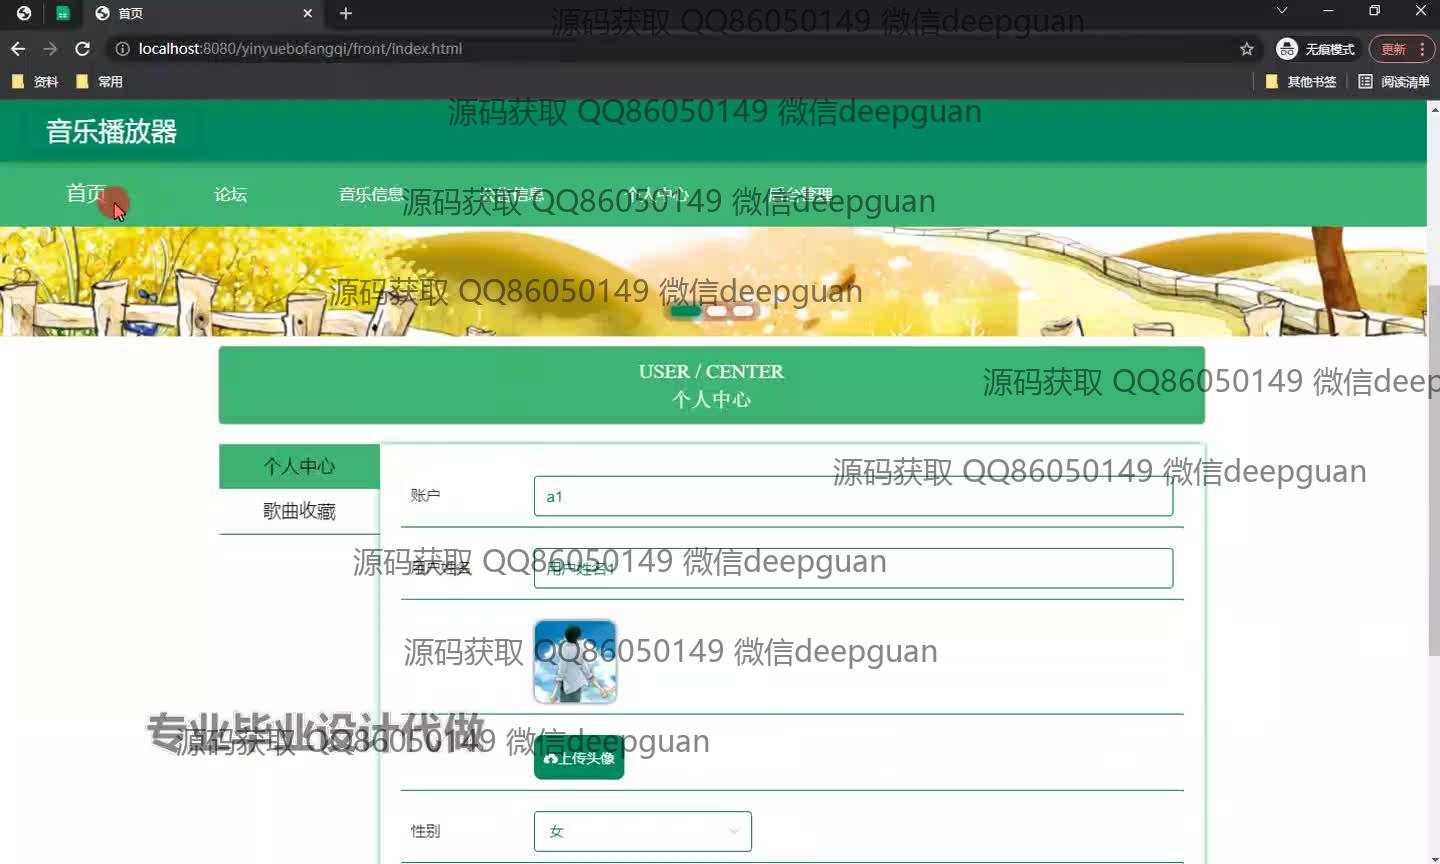 首页
源码获取 QQ86050149 微信deepguan
localhost:8080/yinyuebofangqi/front/index.html
无痕模式
更新
资料
常用
其他书签
阅读清单
源码获取 QQ86050149 微信deepguan
音乐播放器
首页
论坛
音乐信息
公告信息
个人中心
后台管理
源码获取 QQ86050149 微信deepguan
源码获取 QQ86050149 微信deepguan
USER / CENTER
个人中心
源码获取 QQ86050149 微信deep
个人中心
歌曲收藏
源码获取 QQ86050149 微信deepguan
账户
a1
源码获取 QQ86050149 微信deepguan
用户姓名
用户姓名1
源码获取 QQ86050149 微信deepguan
专业毕业设计代做
源码获取 QQ86050149 微信deepguan
上传头像
性别
女